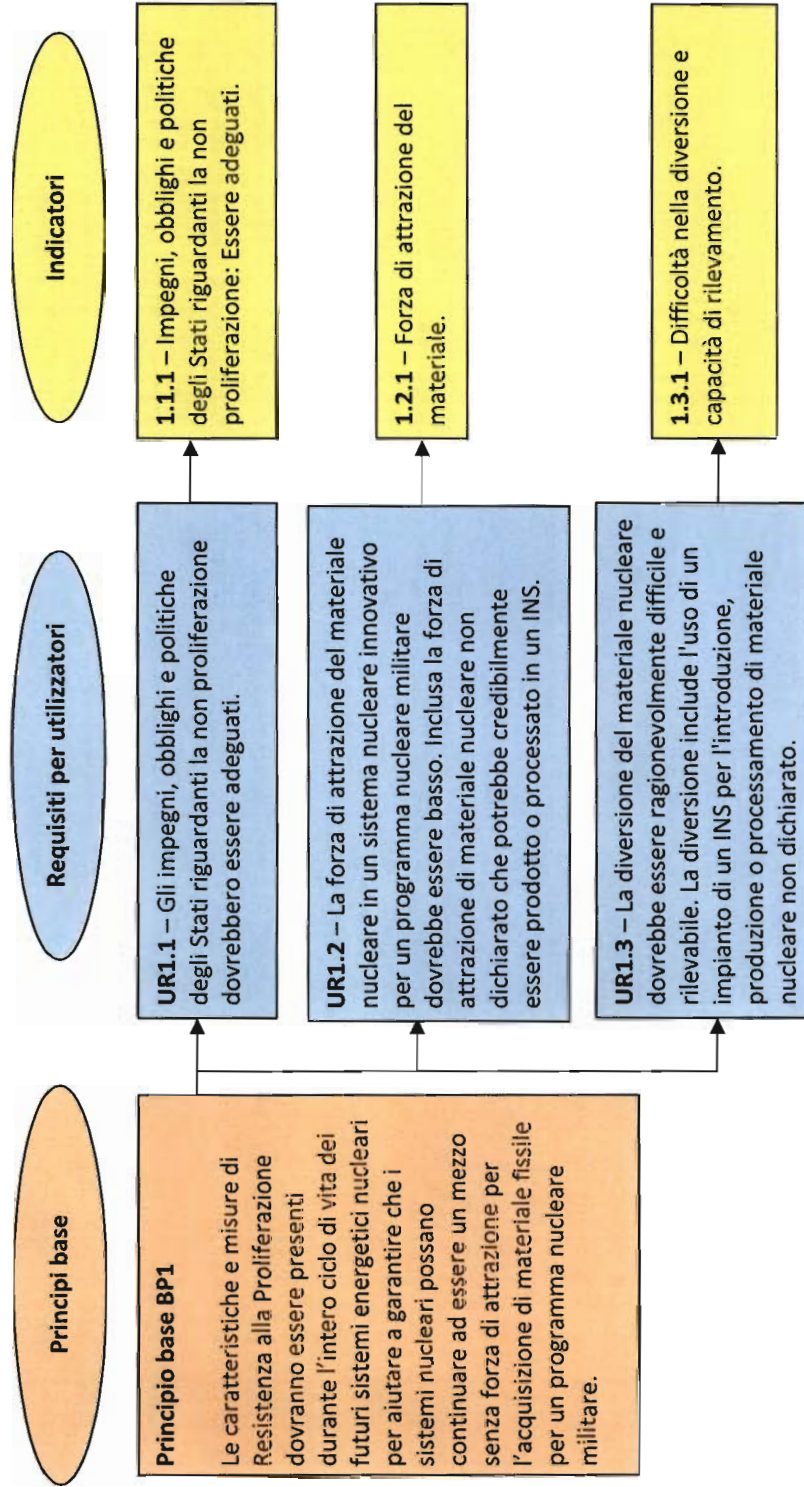 Principi base
Requisiti per utilizzatori
Indicatori
Principio base BP1
Le caratteristiche e misure di
Resistenza alla Proliferazione
dovranno essere presenti
durante l'intero ciclo di vita dei
futuri sistemi energetici nucleari
per aiutare a garantire che i
sistemi nucleari possano
continuare ad essere un mezzo
senza forza di attrazione per
l'acquisizione di materiale fissile
per un programma nucleare
militare.
UR1.1 – Gli impegni, obblighi e politiche
degli Stati riguardanti la non proliferazione
dovrebbero essere adeguati.
1.1.1 – Impegni, obblighi e politiche
degli Stati riguardanti la non
proliferazione: Essere adeguati.
UR1.2 – La forza di attrazione del materiale
nucleare in un sistema nucleare innovativo
per un programma nucleare militare
dovrebbe essere basso. Inclusa la forza di
attrazione di materiale nucleare non
dichiarato che potrebbe credibilmente
essere prodotto o processato in un INS.
1.2.1 – Forza di attrazione del
materiale.
UR1.3 – La diversione del materiale nucleare
dovrebbe essere ragionevolmente difficile e
rilevabile. La diversione include l'uso di un
impianto di un INS per l'introduzione,
produzione o processamento di materiale
nucleare non dichiarato.
1.3.1 – Difficoltà nella diversione e
capacità di rilevamento.